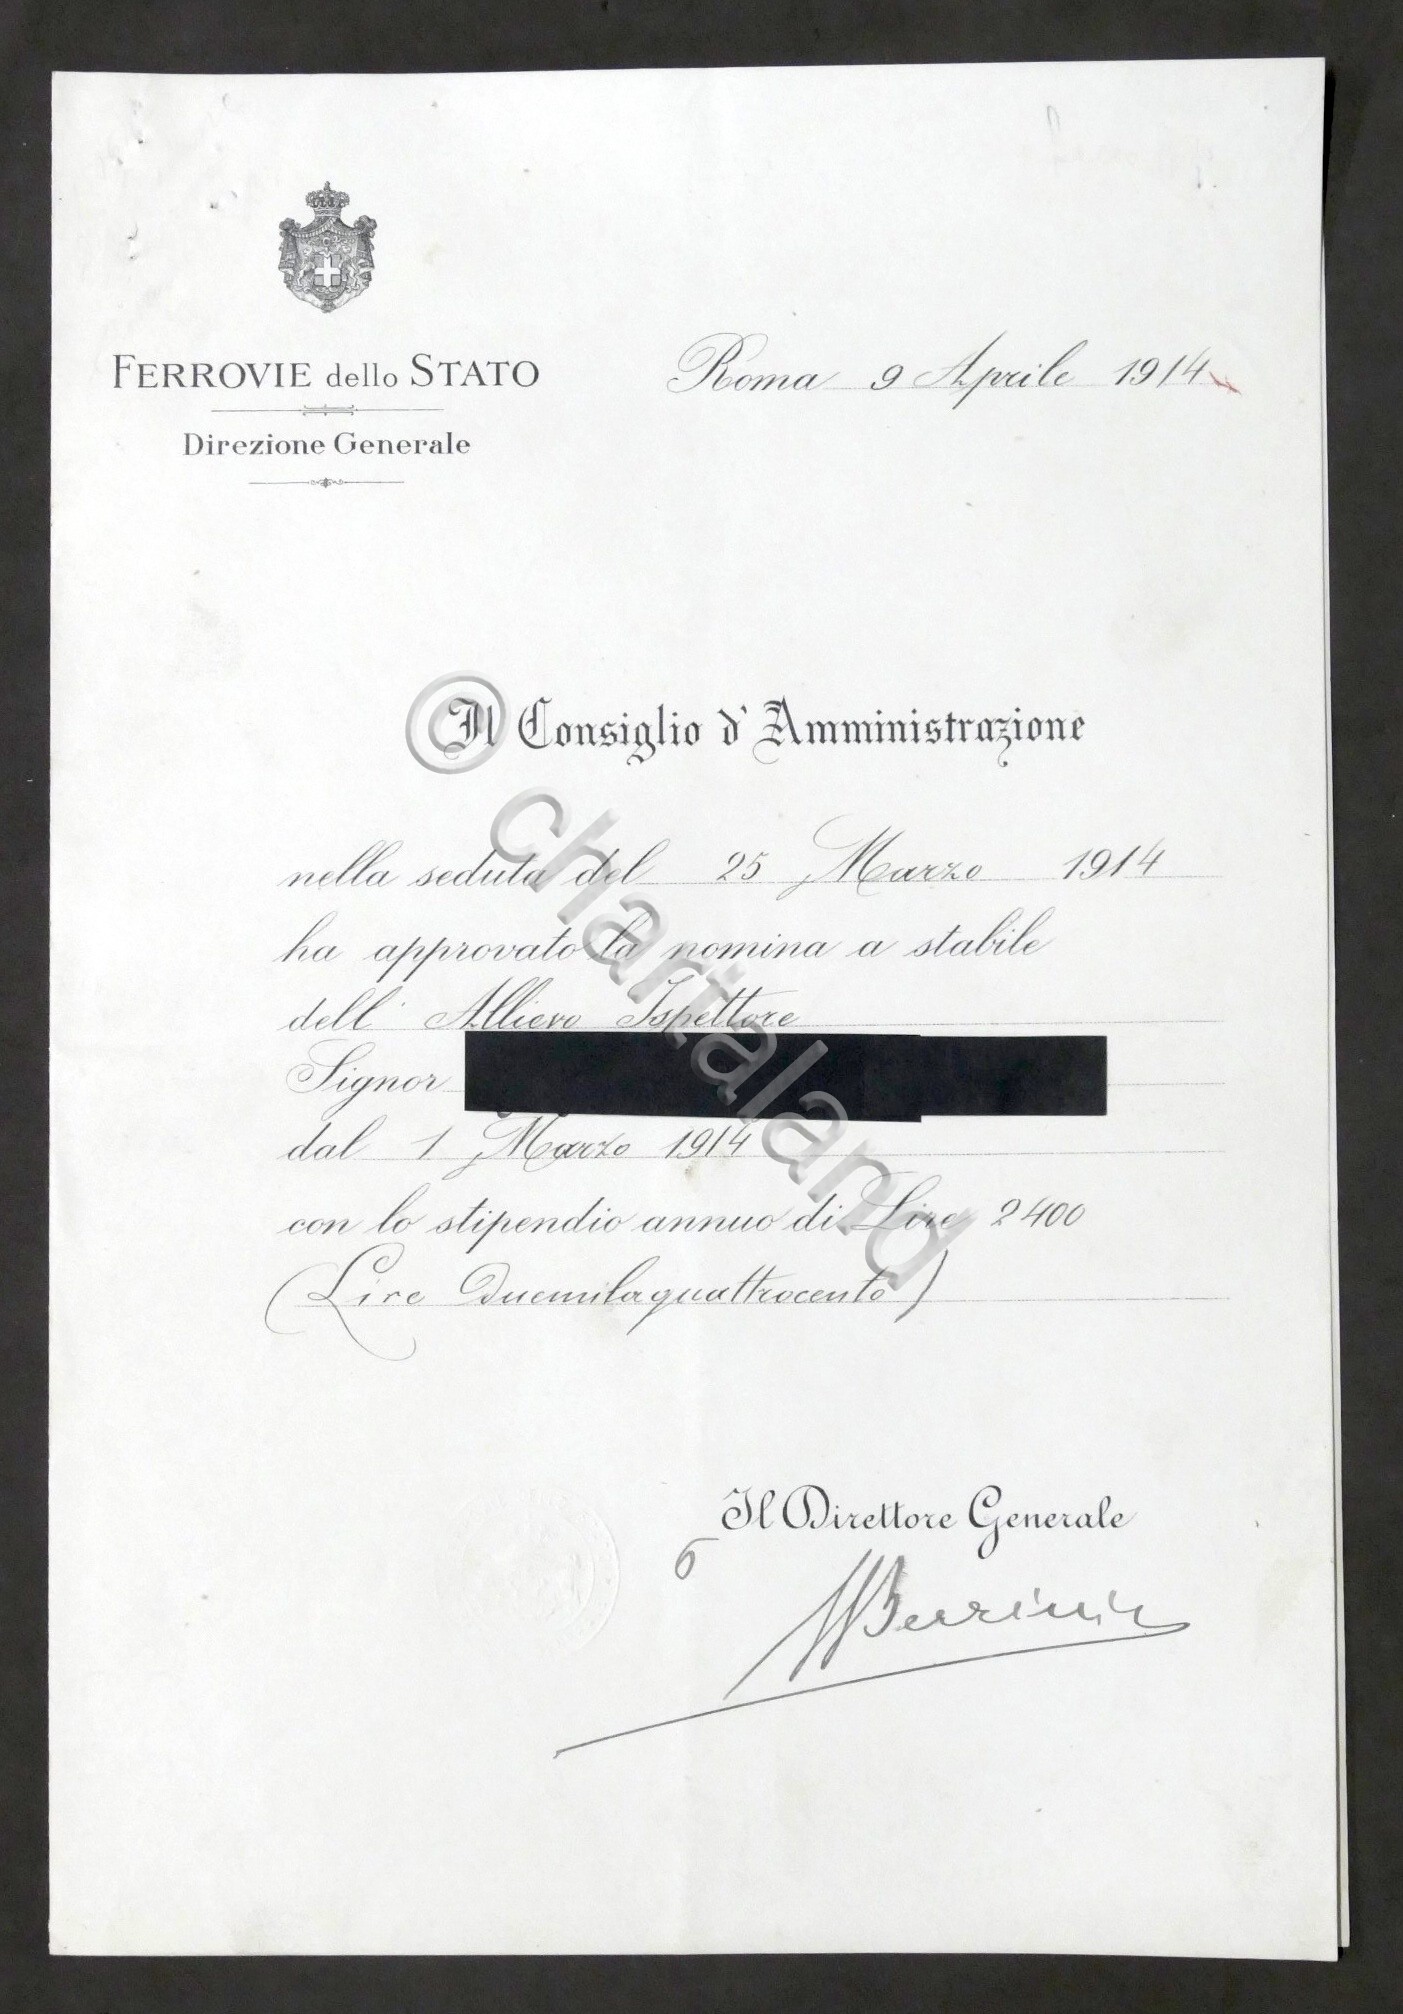 FERROVIE dello STATO
Direzione Generale
Roma 9 Aprile 1914
Il Consiglio d'Amministrazione
nella seduta del 25 Marzo 1914
ha approvato la nomina a stabile
dell' Allievo Ispettore
Signor
dal 1 Marzo 1914
con lo stipendio annuo di Lire 2400
(Lire Duemilaquattrocento)
Il Direttore Generale
6
© chartaland